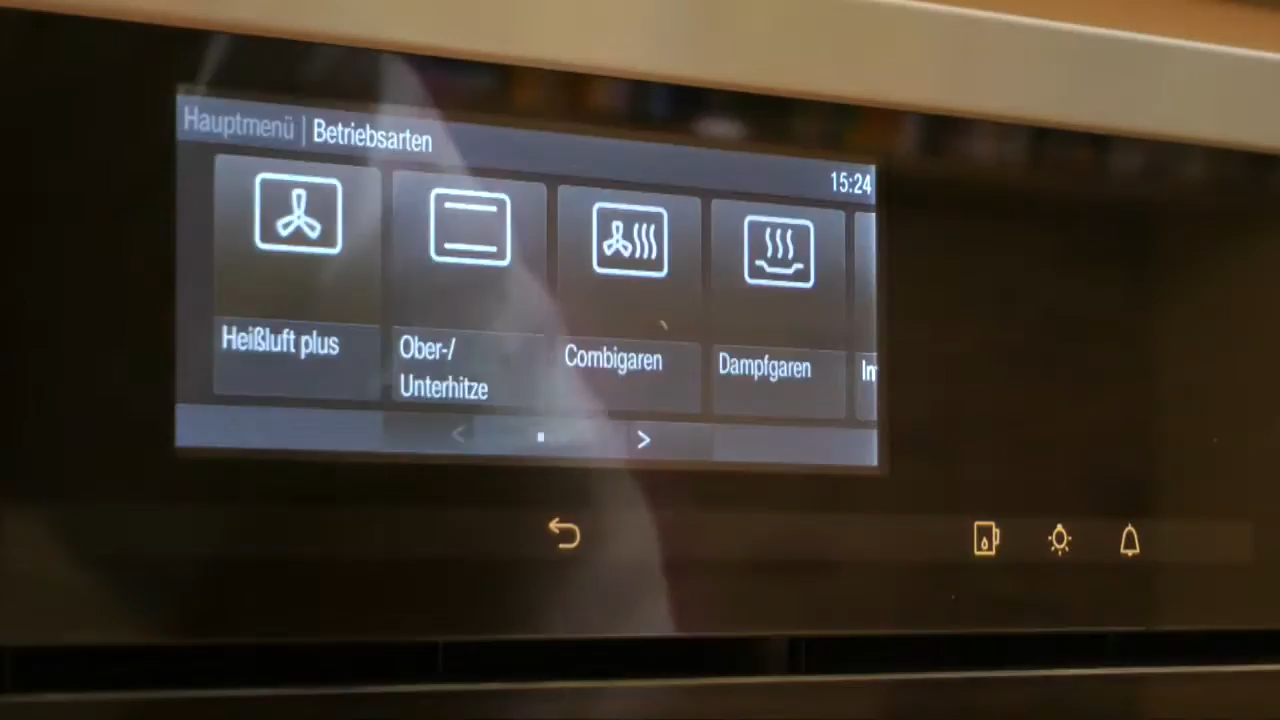 Hauptmenü | Betriebsarten
15:24
Heißluft plus
Ober-/
Unterhitze
Combigaren
Dampfgaren